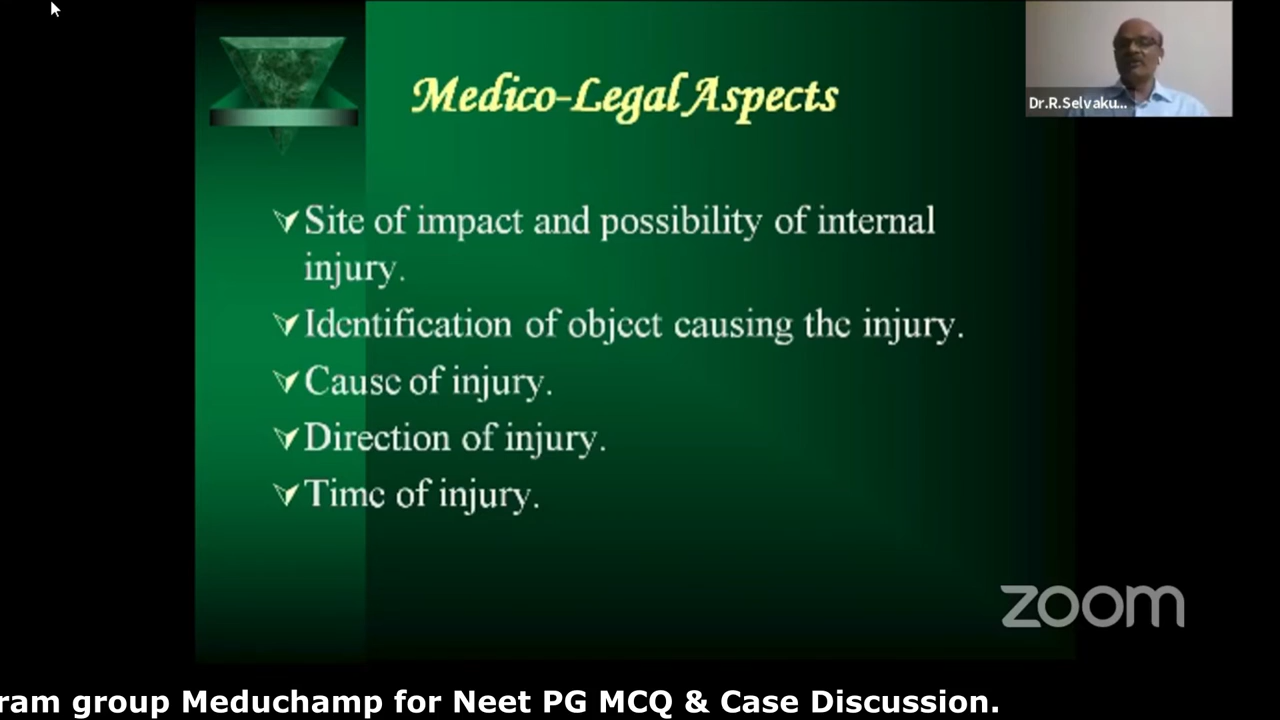 Medico-Legal Aspects
Dr.R.Selvaku...
Site of impact and possibility of internal
injury.
Identification of object causing the injury.
Cause of injury.
Direction of injury.
Time of injury.
zoom
ram group Meduchamp for Neet PG MCQ & Case Discussion.